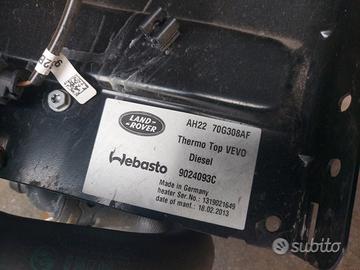 LAND-
ROVER
AH22 70G308AF
Thermo Top VEVO
Diesel
Webasto 9024093C
Made in Germany
heater Ser.No.: 1319021649
date of manf.: 18.02.2013
subito